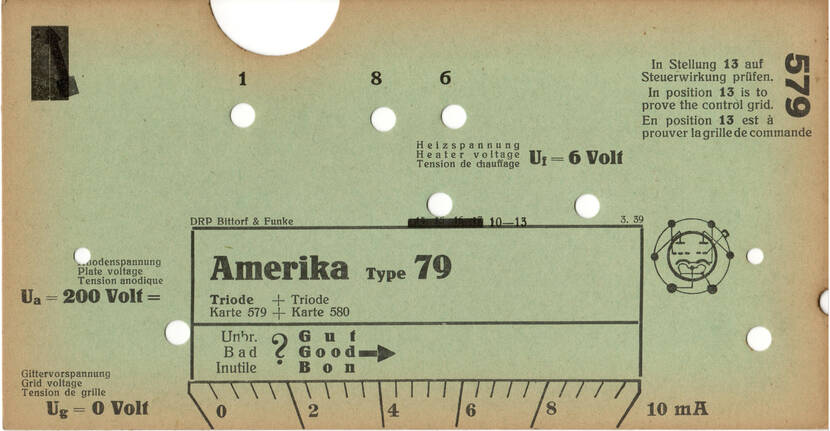 1 8 6
In Stellung 13 auf
Steuerwirkung prüfen.
In position 13 is to
prove the control grid.
En position 13 est à
prouver la grille de commande
579
Heizspannung
Heater voltage
Tension de chauffage
Uf = 6 Volt
DRP Bittorf & Funke
10—13
3. 39
Amerika Type 79
Triode + Triode
Karte 579 + Karte 580
nodenspannung
Plate voltage
Tension anodique
Ua = 200 Volt =
Unbr. ? Gut
Bad Good
Inutile Bon
Gittervorspannung
Grid voltage
Tension de grille
Ug = 0 Volt
0 2 4 6 8 10 mA